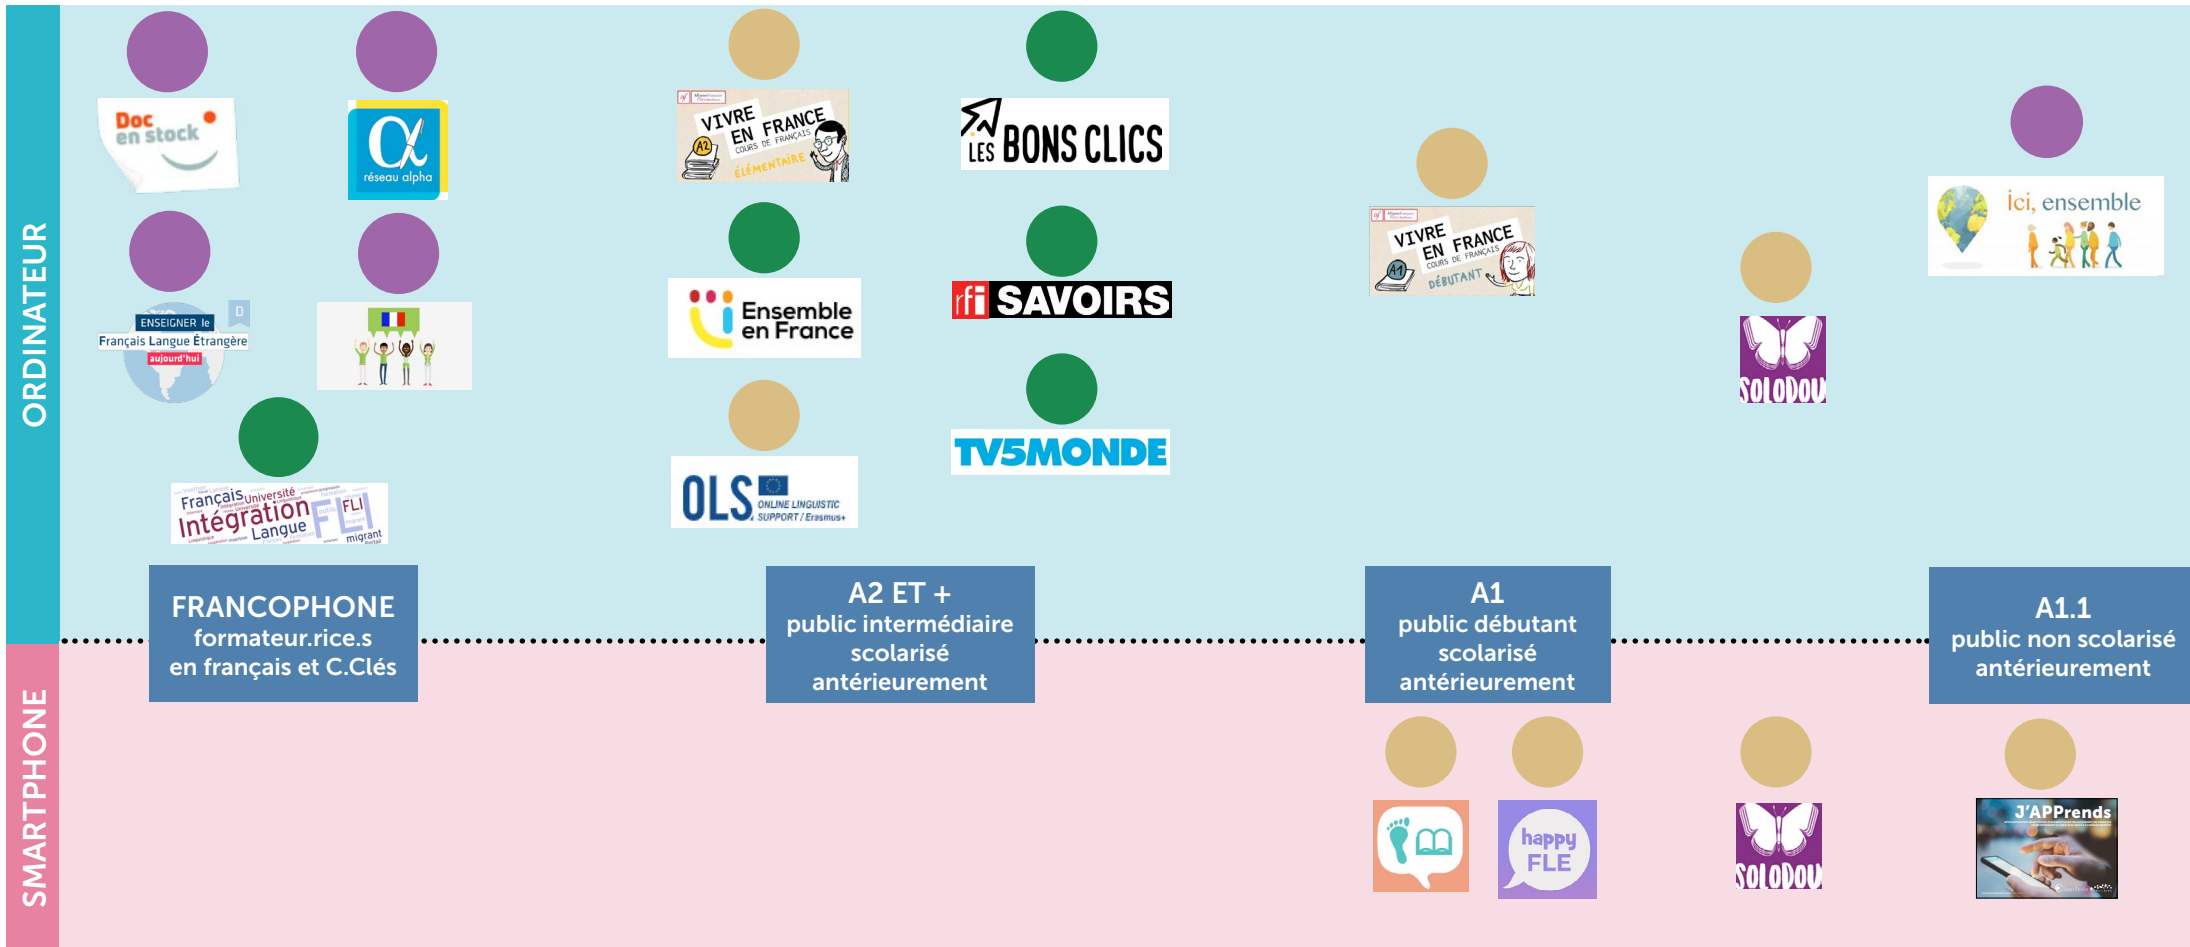 ORDINATEUR
Doc
en stock
α
réseau alpha
VIVRE
EN FRANCE
COURS DE FRANÇAIS
A2
ÉLÉMENTAIRE
LES BONS CLICS
VIVRE
EN FRANCE
COURS DE FRANÇAIS
A1
DÉBUTANT
ici, ensemble
ENSEIGNER le
D
Français Langue Étrangère
aujourd'hui
Ensemble
en France
rfi SAVOIRS
SOLODOU
TV5MONDE
OLS
ONLINE LINGUISTIC
SUPPORT / Erasmus+
Français Université
Intégration FLI FLI
Langue
migrant
FRANCOPHONE
formateur.rice.s
en français et C.Clés
A2 ET +
public intermédiaire
scolarisé
antérieurement
A1
public débutant
scolarisé
antérieurement
A1.1
public non scolarisé
antérieurement
SMARTPHONE
happy
FLE
SOLODOU
J'APPrends